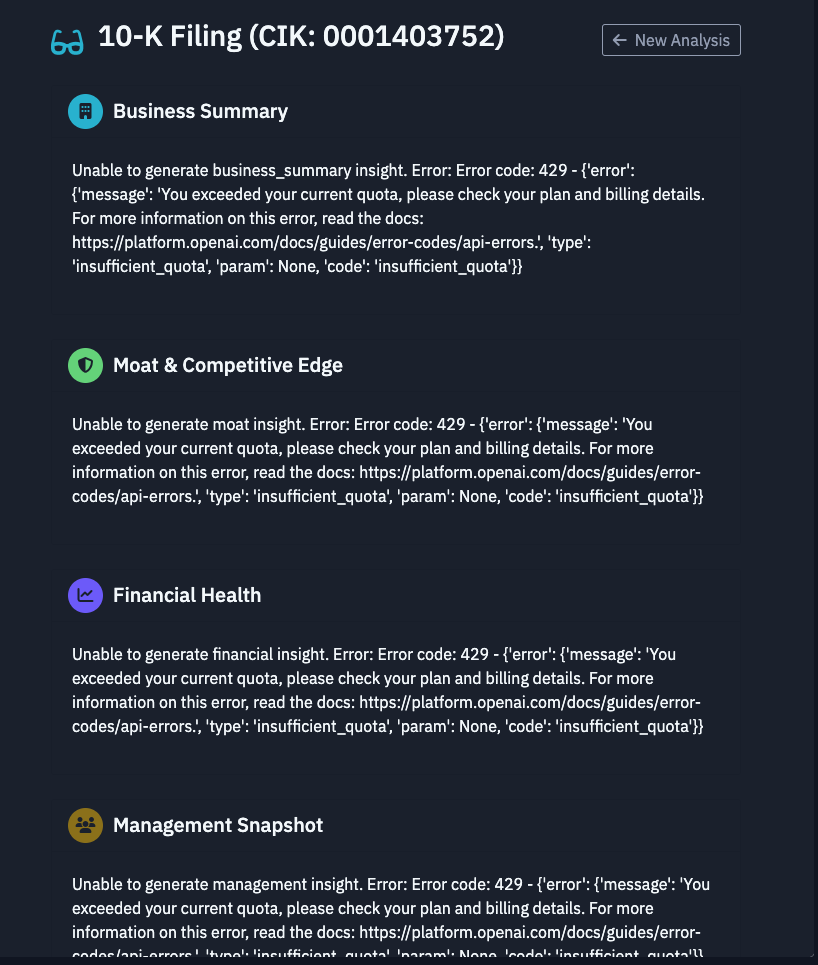 10-K Filing (CIK: 0001403752)
← New Analysis
Business Summary
Unable to generate business_summary insight. Error: Error code: 429 - {'error':
{'message': 'You exceeded your current quota, please check your plan and billing details.
For more information on this error, read the docs:
https://platform.openai.com/docs/guides/error-codes/api-errors.', 'type':
'insufficient_quota', 'param': None, 'code': 'insufficient_quota'}}
Moat & Competitive Edge
Unable to generate moat insight. Error: Error code: 429 - {'error': {'message': 'You
exceeded your current quota, please check your plan and billing details. For more
information on this error, read the docs: https://platform.openai.com/docs/guides/error-
codes/api-errors.', 'type': 'insufficient_quota', 'param': None, 'code': 'insufficient_quota'}}
Financial Health
Unable to generate financial insight. Error: Error code: 429 - {'error': {'message': 'You
exceeded your current quota, please check your plan and billing details. For more
information on this error, read the docs: https://platform.openai.com/docs/guides/error-
codes/api-errors.', 'type': 'insufficient_quota', 'param': None, 'code': 'insufficient_quota'}}
Management Snapshot
Unable to generate management insight. Error: Error code: 429 - {'error': {'message': 'You
exceeded your current quota, please check your plan and billing details. For more
information on this error, read the docs: https://platform.openai.com/docs/guides/error-
codes/api-errors.', 'type': 'insufficient_quota', 'param': None, 'code': 'insufficient_quota'}}